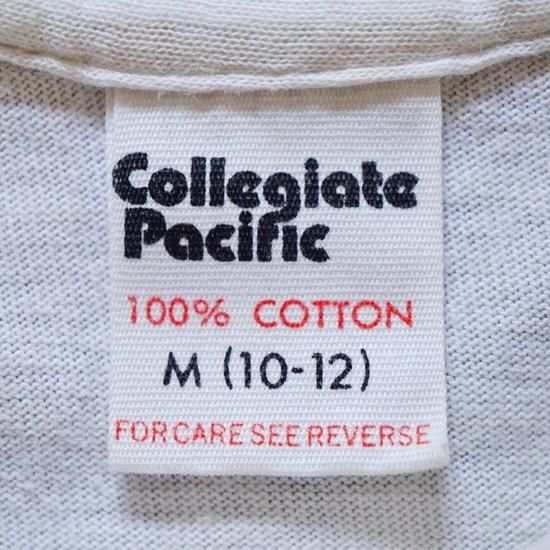 Collegiate
Pacific
100% COTTON
M (10-12)
FOR CARE SEE REVERSE